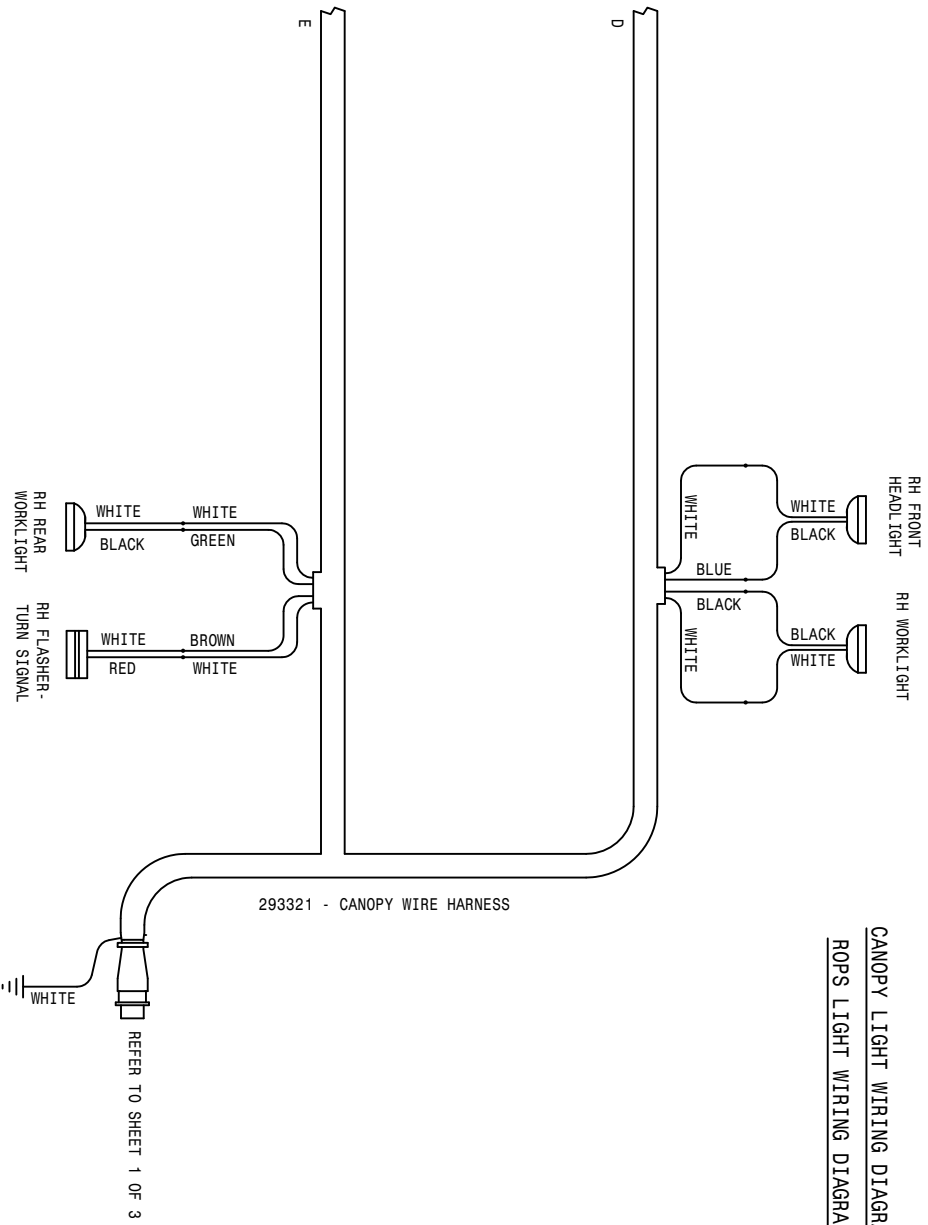 CANOPY LIGHT WIRING DIAGR
ROPS LIGHT WIRING DIAGRA
E
D
RH FRONT
HEADLIGHT
RH WORKLIGHT
WHITE
BLACK
BLACK
WHITE
WHITE
BLUE
BLACK
WHITE
WHITE
WHITE
BLACK
GREEN
WHITE
BROWN
RED
WHITE
RH REAR
WORKLIGHT
RH FLASHER-
TURN SIGNAL
293321 - CANOPY WIRE HARNESS
WHITE
REFER TO SHEET 1 OF 3